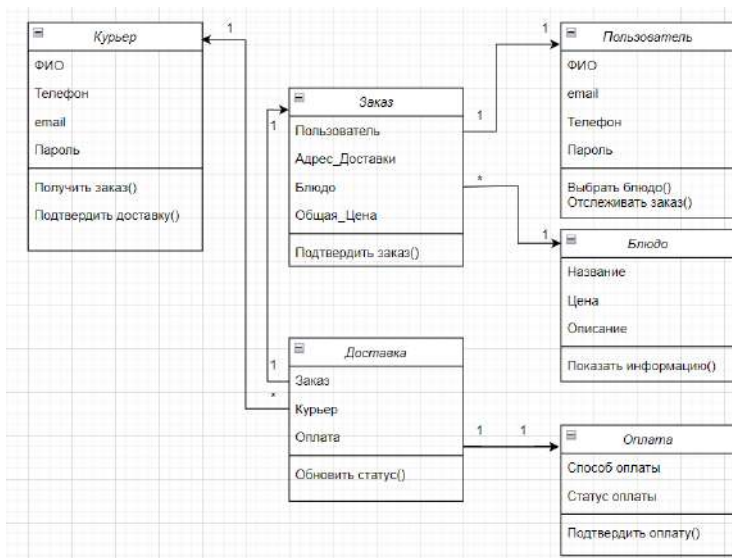 Курьер
ФИО
Телефон
email
Пароль
Получить заказ()
Подтвердить доставку()
1
1
Заказ
Пользователь
Адрес_Доставки
Блюдо
Общая_Цена
Подтвердить заказ()
1
1
*
1
Пользователь
ФИО
email
Телефон
Пароль
Выбрать блюдо()
Отслеживать заказ()
Блюдо
Название
Цена
Описание
Показать информацию()
Доставка
1
Заказ
*
Курьер
Оплата
Обновить статус()
1 1
Оплата
Способ оплаты
Статус оплаты
Подтвердить оплату()